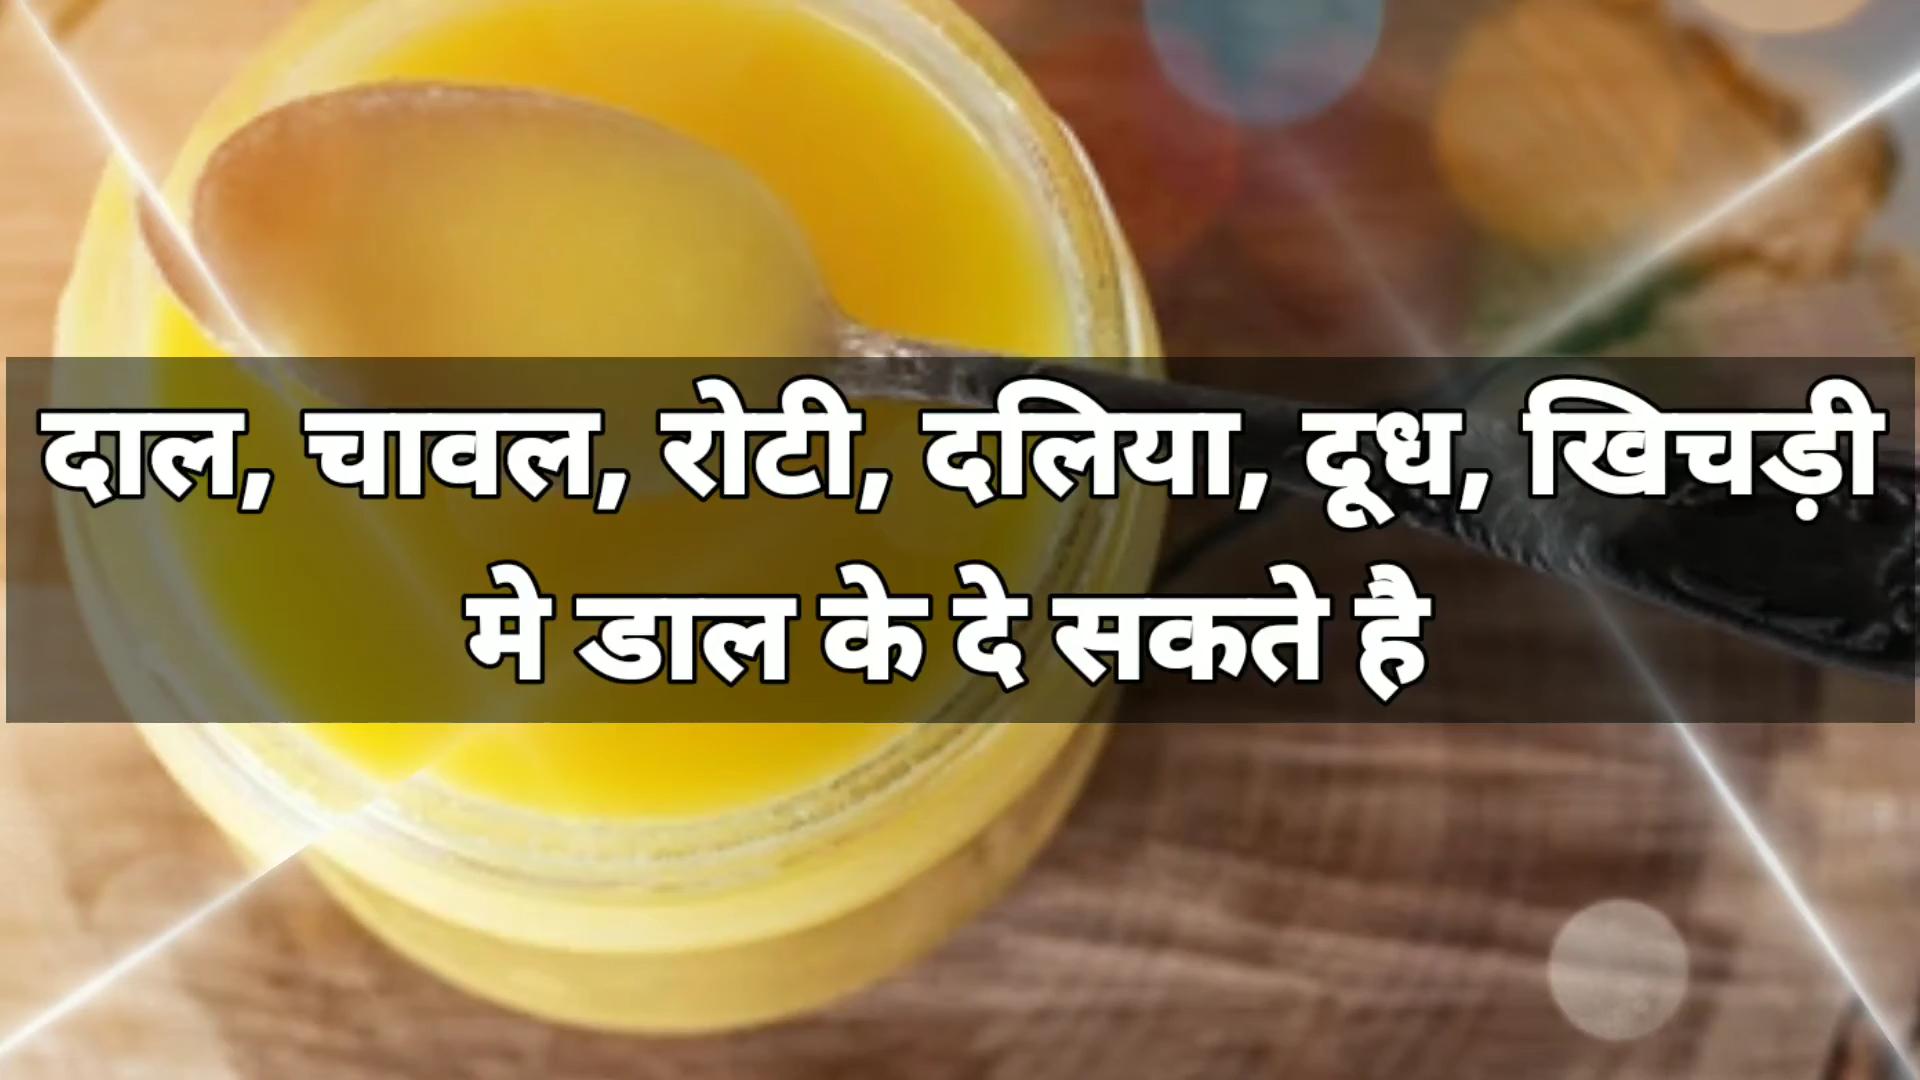 दाल, चावल, रोटी, दलिया, दूध, खिचड़ी
मे डाल के दे सकते है